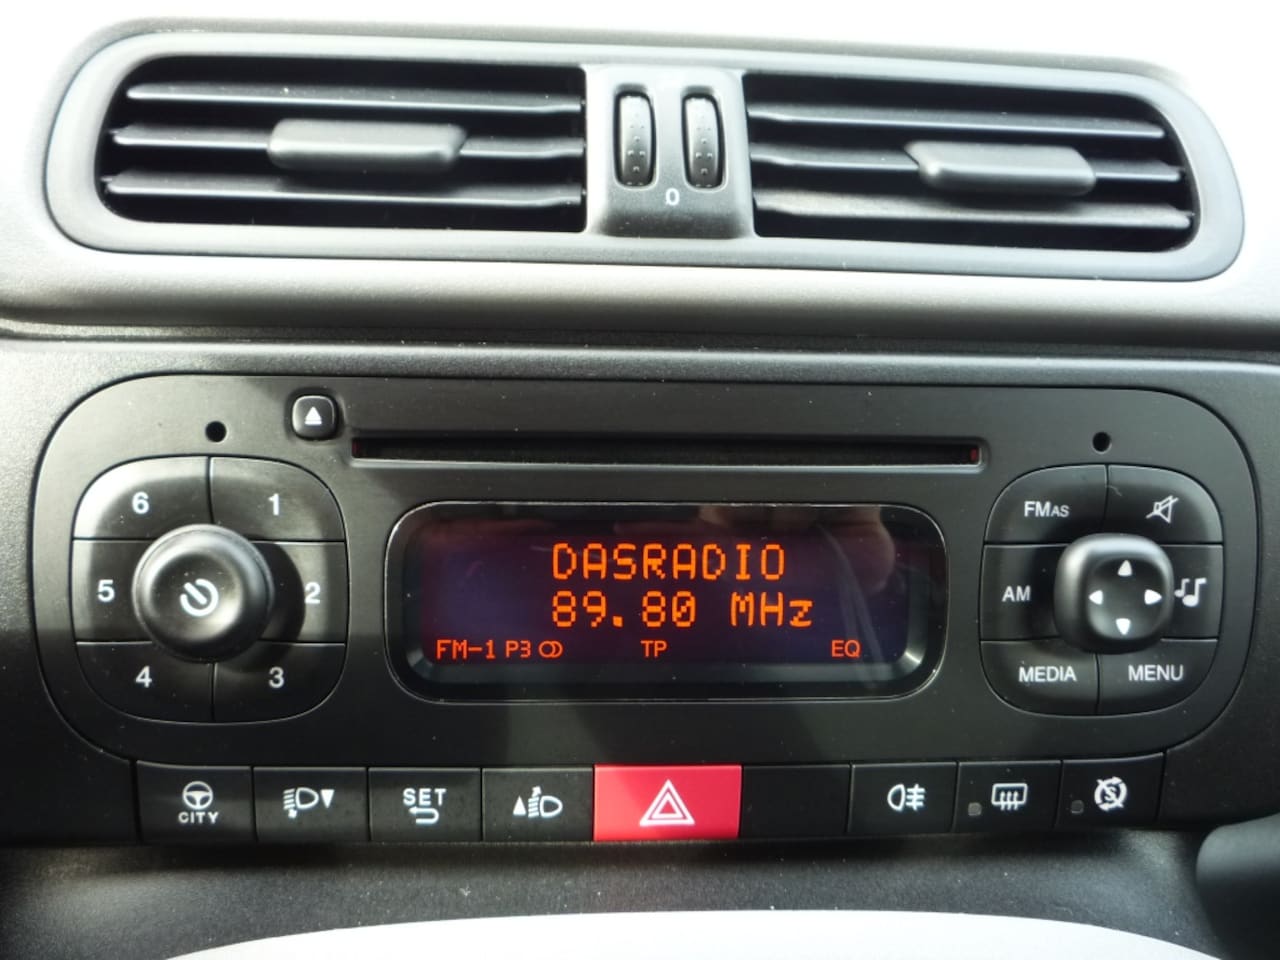 0
6 1
5 2
4 3
DASRADIO
89.80 MHz
FM-1 P3 TP EQ
FMAS
AM
MEDIA MENU
CITY
SET
S